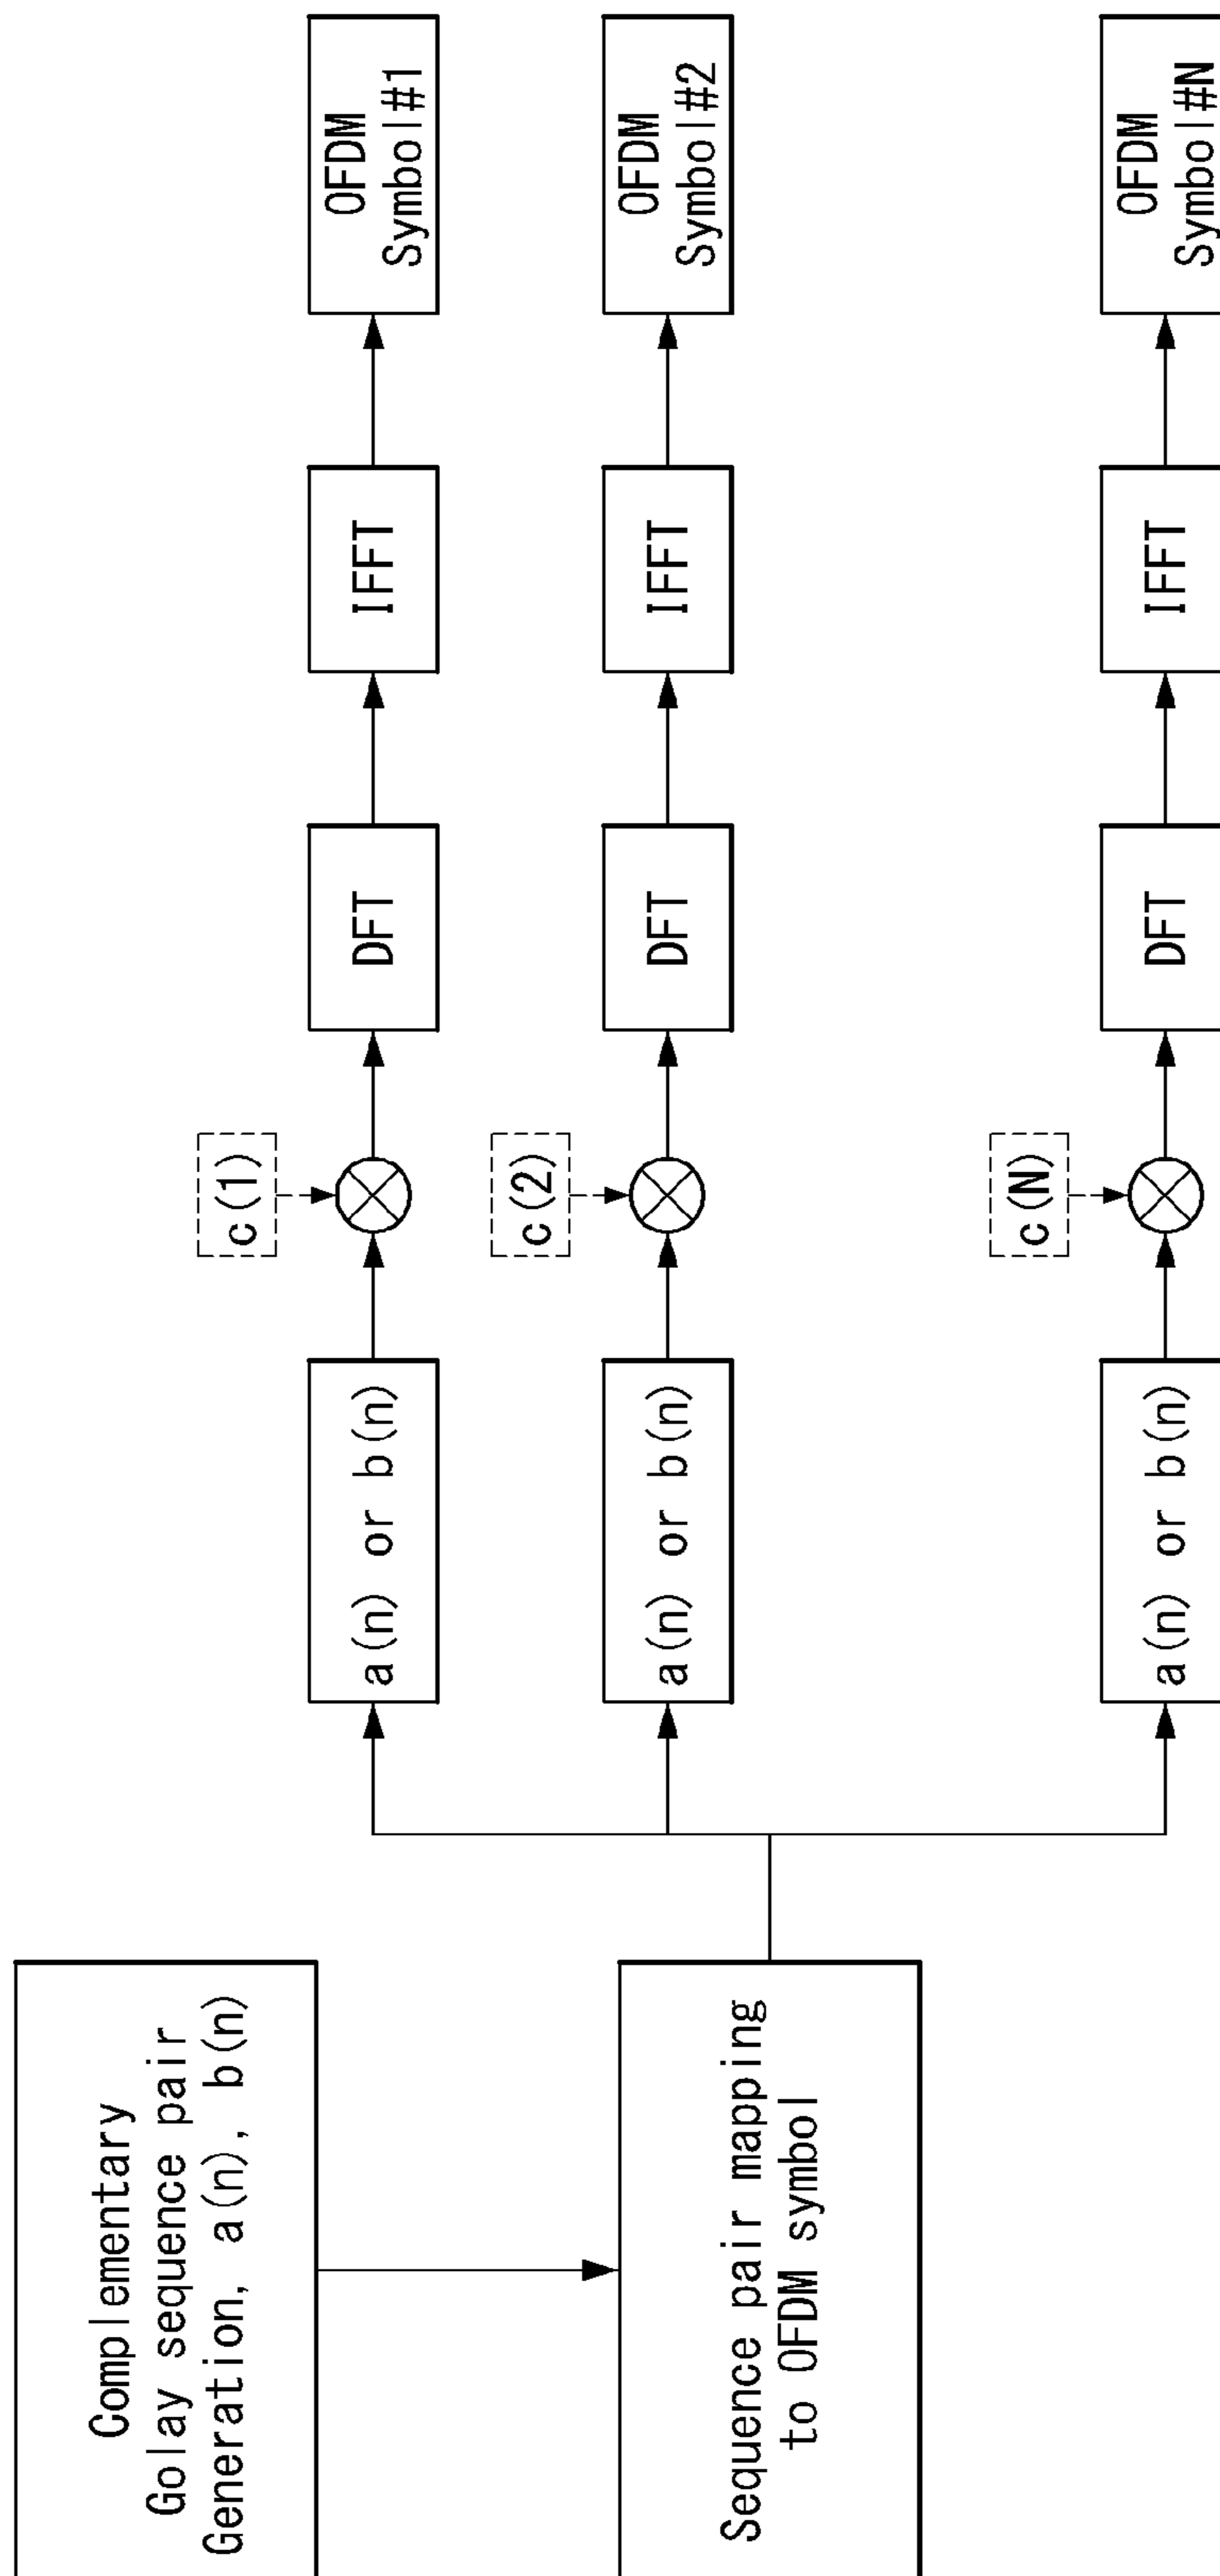 Complementary
Golay sequence pair
Generation, a(n), b(n)
Sequence pair mapping
to OFDM symbol
a(n) or b(n)
c(1)
DFT
IFFT
OFDM
Symbol#1
a(n) or b(n)
c(2)
DFT
IFFT
OFDM
Symbol#2
a(n) or b(n)
c(N)
DFT
IFFT
OFDM
Symbol#N